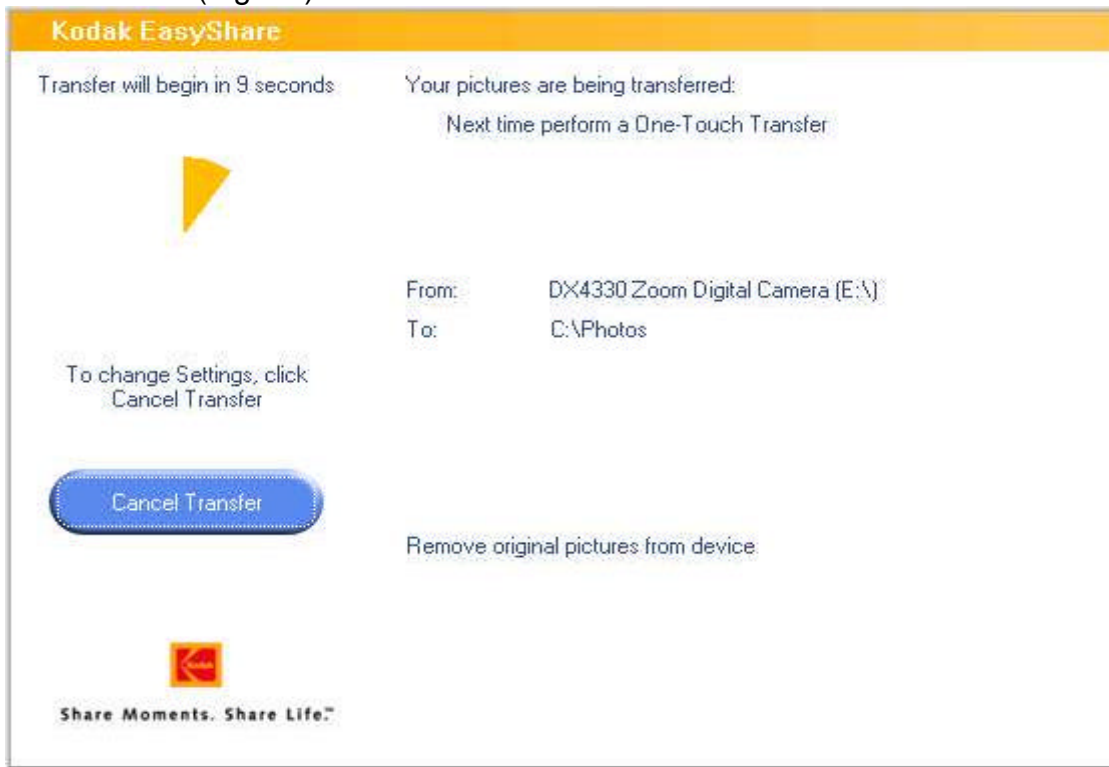 Kodak EasyShare
Transfer will begin in 9 seconds
Your pictures are being transferred:
Next time perform a One-Touch Transfer
From: DX4330 Zoom Digital Camera (E:\)
To: C:\Photos
To change Settings, click
Cancel Transfer
Cancel Transfer
Remove original pictures from device
Kodak
Share Moments. Share Life.™